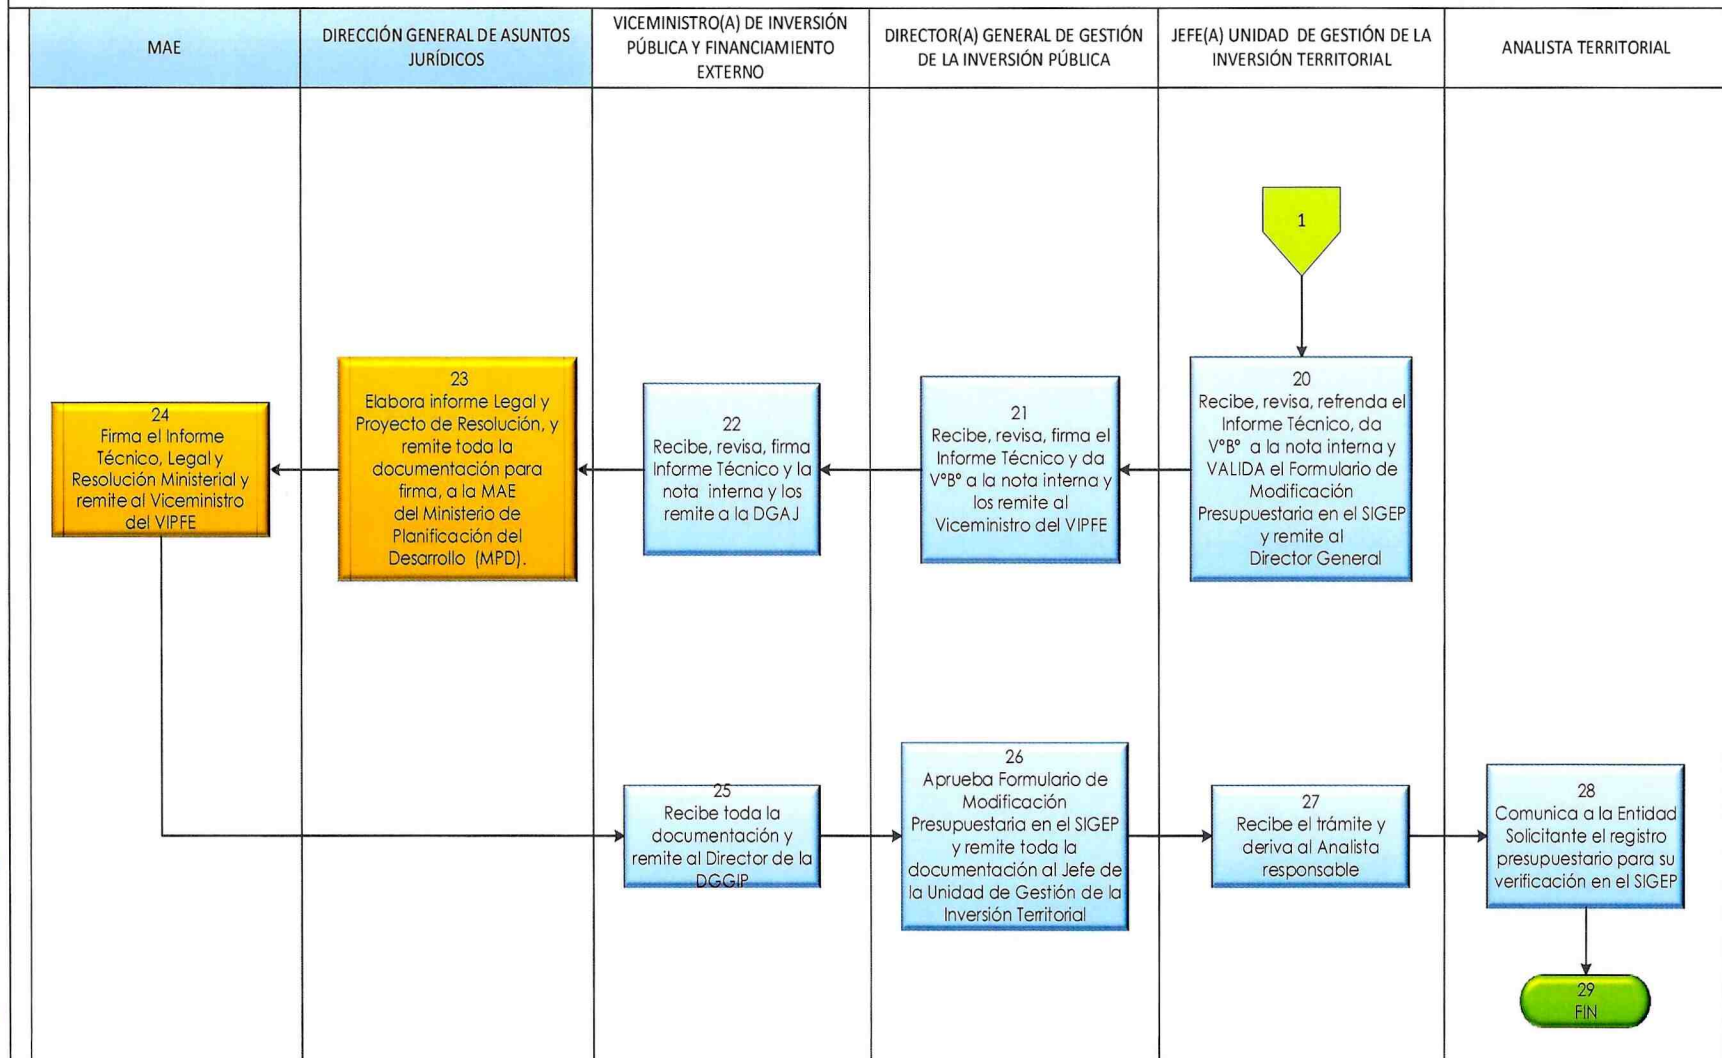 MAE
DIRECCIÓN GENERAL DE ASUNTOS
JURÍDICOS
VICEMINISTRO(A) DE INVERSIÓN
PÚBLICA Y FINANCIAMIENTO
EXTERNO
DIRECTOR(A) GENERAL DE GESTIÓN
DE LA INVERSIÓN PÚBLICA
JEFE(A) UNIDAD DE GESTIÓN DE LA
INVERSIÓN TERRITORIAL
ANALISTA TERRITORIAL
1
20
Recibe, revisa, refrenda el
Informe Técnico, da
V°B° a la nota interna y
VALIDA el Formulario de
Modificación
Presupuestaria en el SIGEP
y remite al
Director General
21
Recibe, revisa, firma el
Informe Técnico y da
V°B° a la nota interna y
los remite al
Viceministro del VIPFE
22
Recibe, revisa, firma
Informe Técnico y la
nota interna y los
remite a la DGAJ
23
Elabora informe Legal y
Proyecto de Resolución, y
remite toda la
documentación para
firma, a la MAE
del Ministerio de
Planificación del
Desarrollo (MPD).
24
Firma el Informe
Técnico, Legal y
Resolución Ministerial y
remite al Viceministro
del VIPFE
25
Recibe toda la
documentación y
remite al Director de la
DGGIP
26
Aprueba Formulario de
Modificación
Presupuestaria en el SIGEP
y remite toda la
documentación al Jefe de
la Unidad de Gestión de la
Inversión Territorial
27
Recibe el trámite y
deriva al Analista
responsable
28
Comunica a la Entidad
Solicitante el registro
presupuestario para su
verificación en el SIGEP
29
FIN